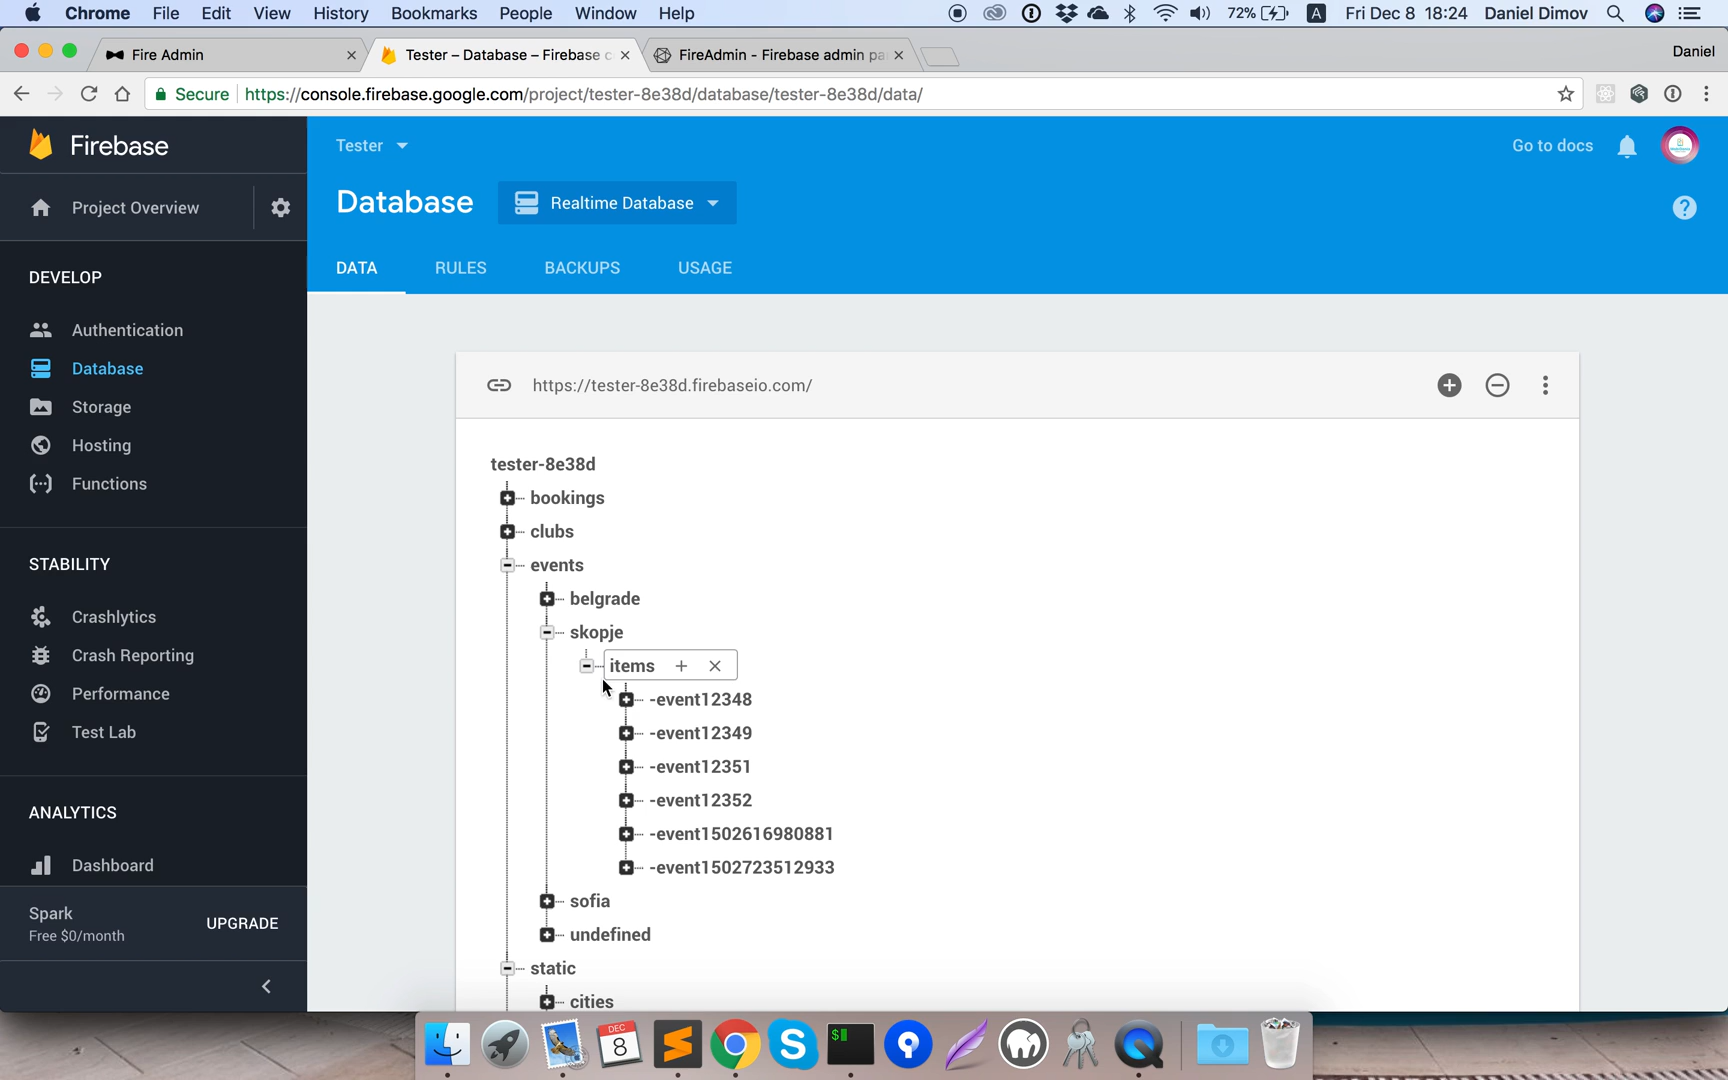 Chrome File Edit View History Bookmarks People Window Help 72% A Fri Dec 8 18:24 Daniel Dimov
Fire Admin Tester – Database – Firebase c FireAdmin - Firebase admin pa Daniel
Secure https://console.firebase.google.com/project/tester-8e38d/database/tester-8e38d/data/
Firebase
Project Overview
DEVELOP
Authentication
Database
Storage
Hosting
Functions
STABILITY
Crashlytics
Crash Reporting
Performance
Test Lab
ANALYTICS
Dashboard
Spark
Free $0/month
UPGRADE
Tester
Go to docs
Database
Realtime Database
DATA RULES BACKUPS USAGE
https://tester-8e38d.firebaseio.com/
tester-8e38d
bookings
clubs
events
belgrade
skopje
items
-event12348
-event12349
-event12351
-event12352
-event1502616980881
-event1502723512933
sofia
undefined
static
cities
DEC
8
$